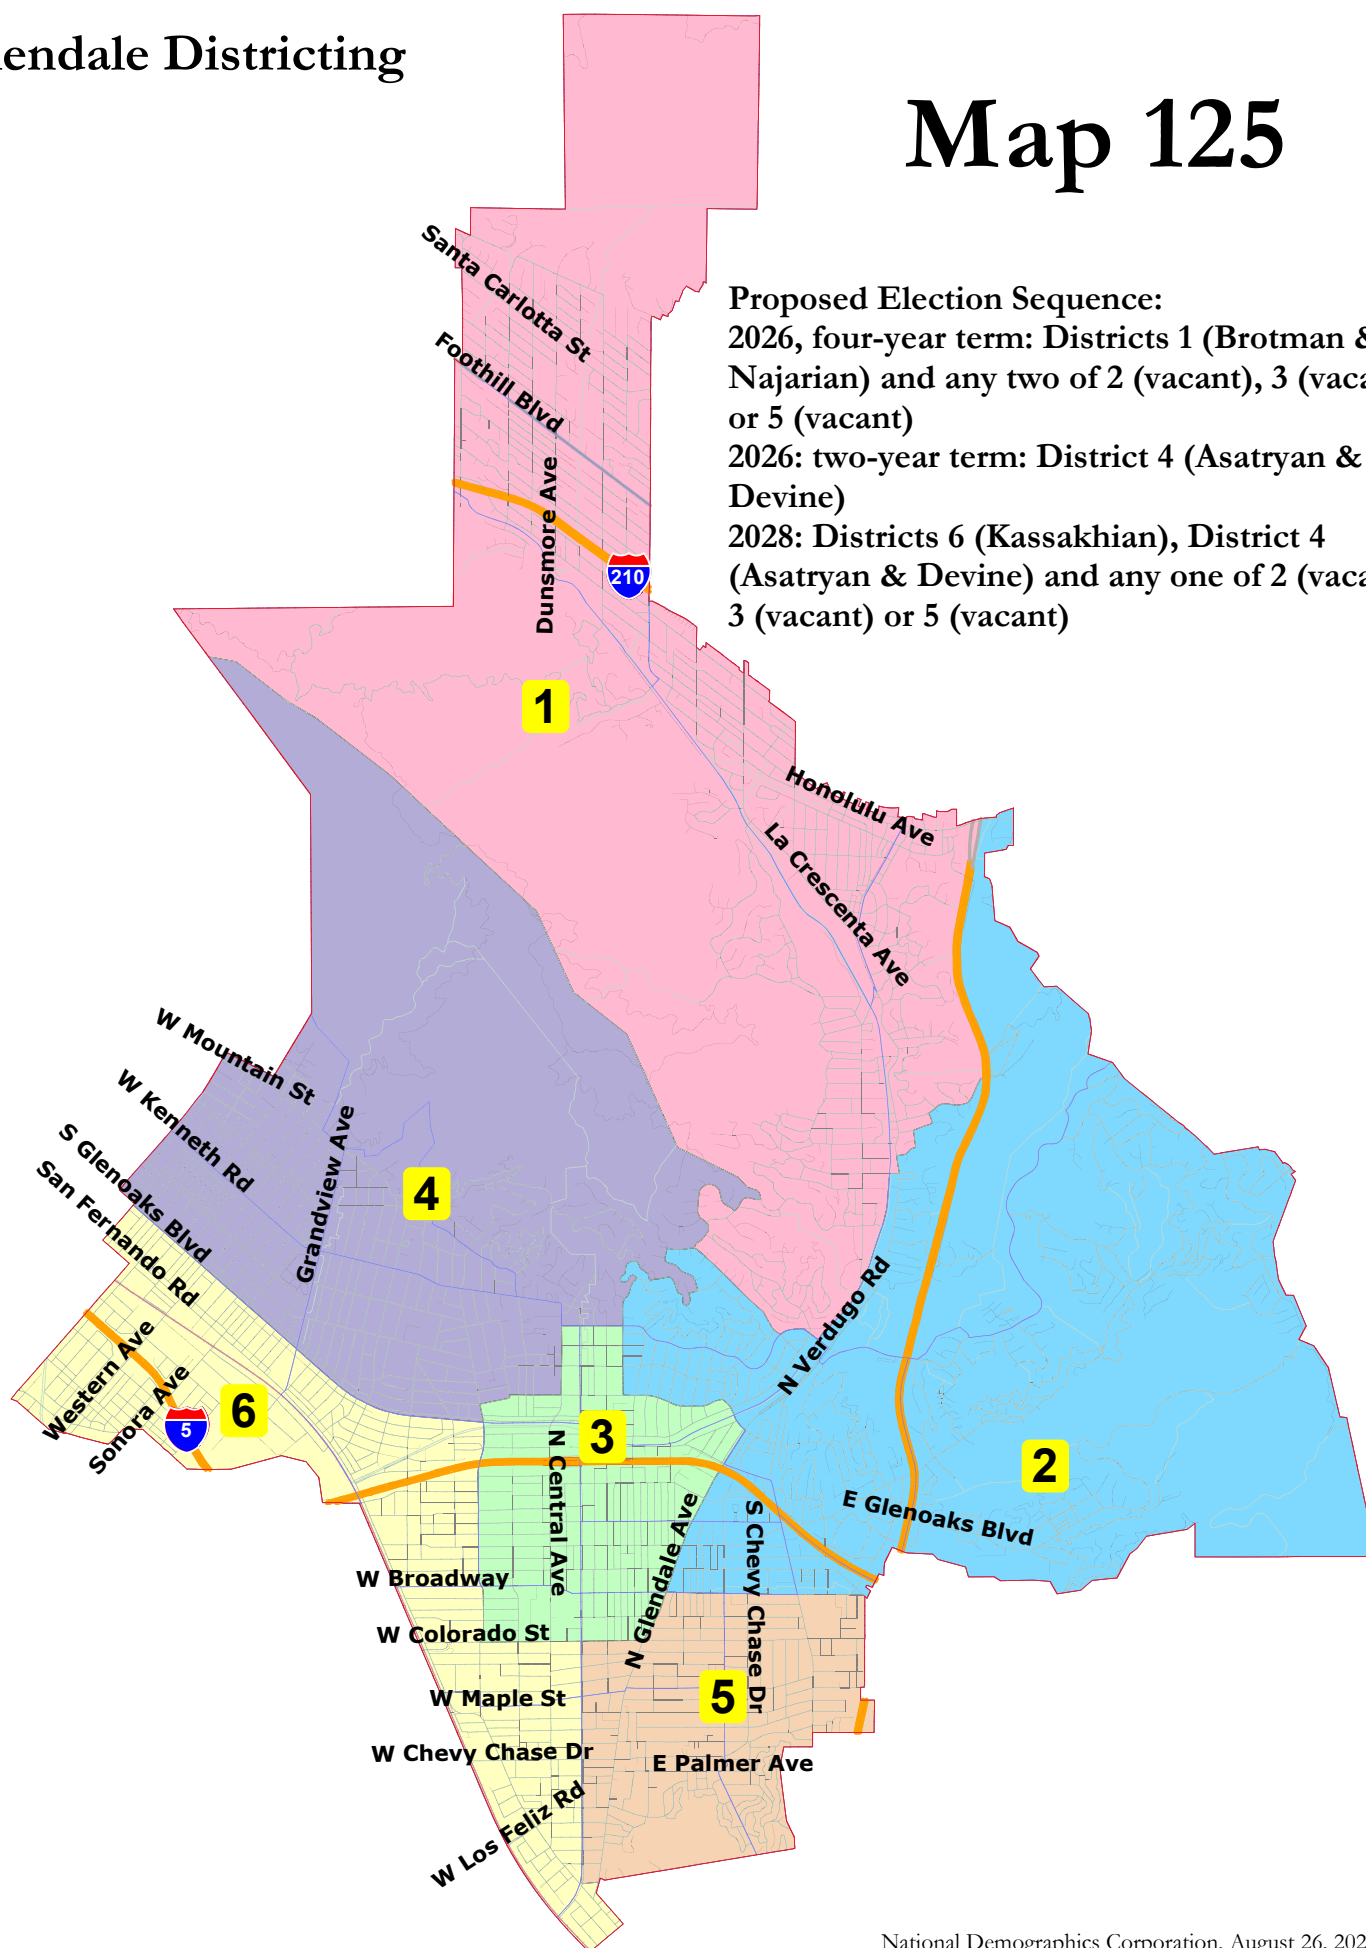 lendale Districting
Map 125
Proposed Election Sequence:
2026, four-year term: Districts 1 (Brotman &
Najarian) and any two of 2 (vacant), 3 (vaca
or 5 (vacant)
2026: two-year term: District 4 (Asatryan &
Devine)
2028: Districts 6 (Kassakhian), District 4
(Asatryan & Devine) and any one of 2 (vaca
3 (vacant) or 5 (vacant)
Santa Carlotta St
Foothill Blvd
Dunsmore Ave
210
1
Honolulu Ave
La Crescenta Ave
W Mountain St
W Kenneth Rd
S Glenoaks Blvd
San Fernando Rd
Grandview Ave
4
N Verdugo Rd
Western Ave
Sonora Ave
5
6
3
2
N Central Ave
N Glendale Ave
S Chevy Chase Dr
E Glenoaks Blvd
W Broadway
W Colorado St
W Maple St
5
W Chevy Chase Dr
E Palmer Ave
W Los Feliz Rd
National Demographics Corporation, August 26, 202